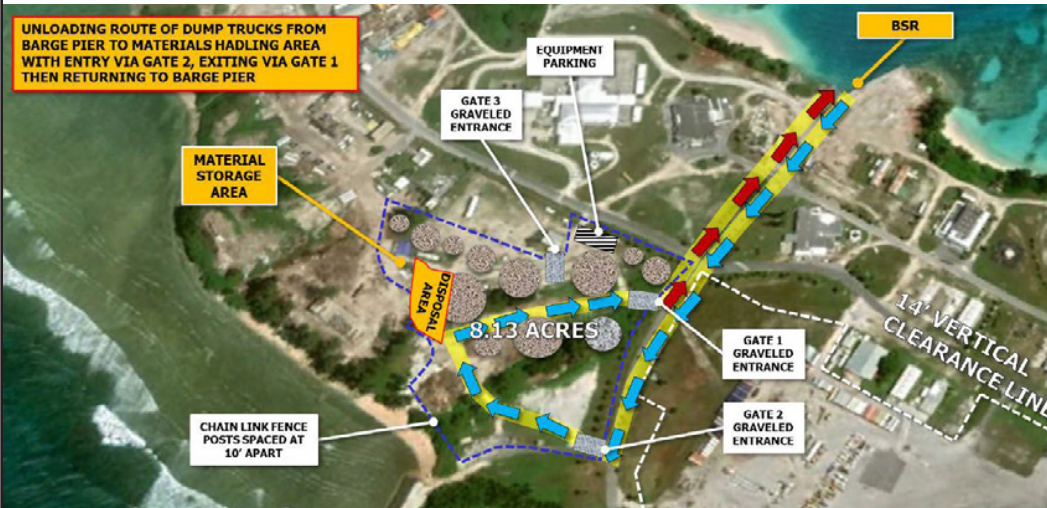 UNLOADING ROUTE OF DUMP TRUCKS FROM
BARGE PIER TO MATERIALS HADLING AREA
WITH ENTRY VIA GATE 2, EXITING VIA GATE 1
THEN RETURNING TO BARGE PIER
BSR
EQUIPMENT
PARKING
GATE 3
GRAVELED
ENTRANCE
MATERIAL
STORAGE
AREA
DISPOSAL
AREA
8.13 ACRES
14' VERTICAL
CLEARANCE LINE
GATE 1
GRAVELED
ENTRANCE
GATE 2
GRAVELED
ENTRANCE
CHAIN LINK FENCE
POSTS SPACED AT
10' APART